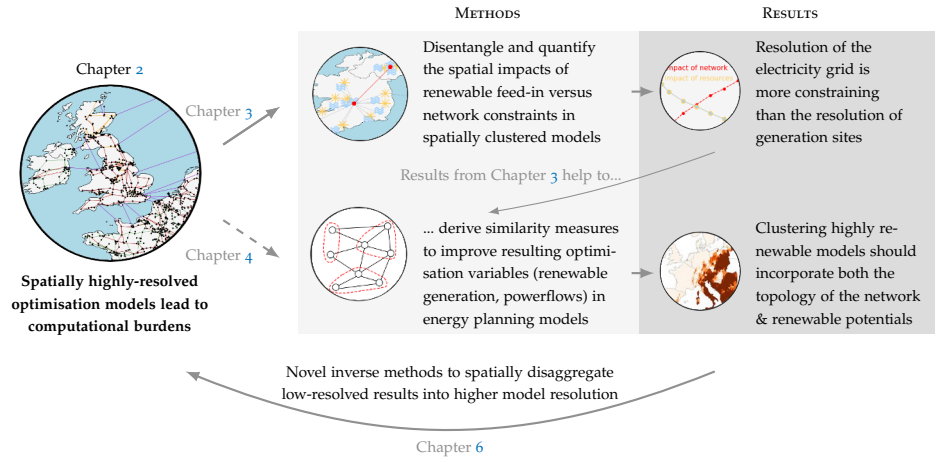 METHODS
RESULTS
Chapter 2
Chapter 3
Disentangle and quantify
the spatial impacts of
renewable feed-in versus
network constraints in
spatially clustered models
impact of network
impact of resources
Resolution of the
electricity grid is
more constraining
than the resolution of
generation sites
Results from Chapter 3 help to...
Chapter 4
Spatially highly-resolved
optimisation models lead to
computational burdens
... derive similarity measures
to improve resulting optimi-
sation variables (renewable
generation, powerflows) in
energy planning models
Clustering highly re-
newable models should
incorporate both the
topology of the network
& renewable potentials
Novel inverse methods to spatially disaggregate
low-resolved results into higher model resolution
Chapter 6